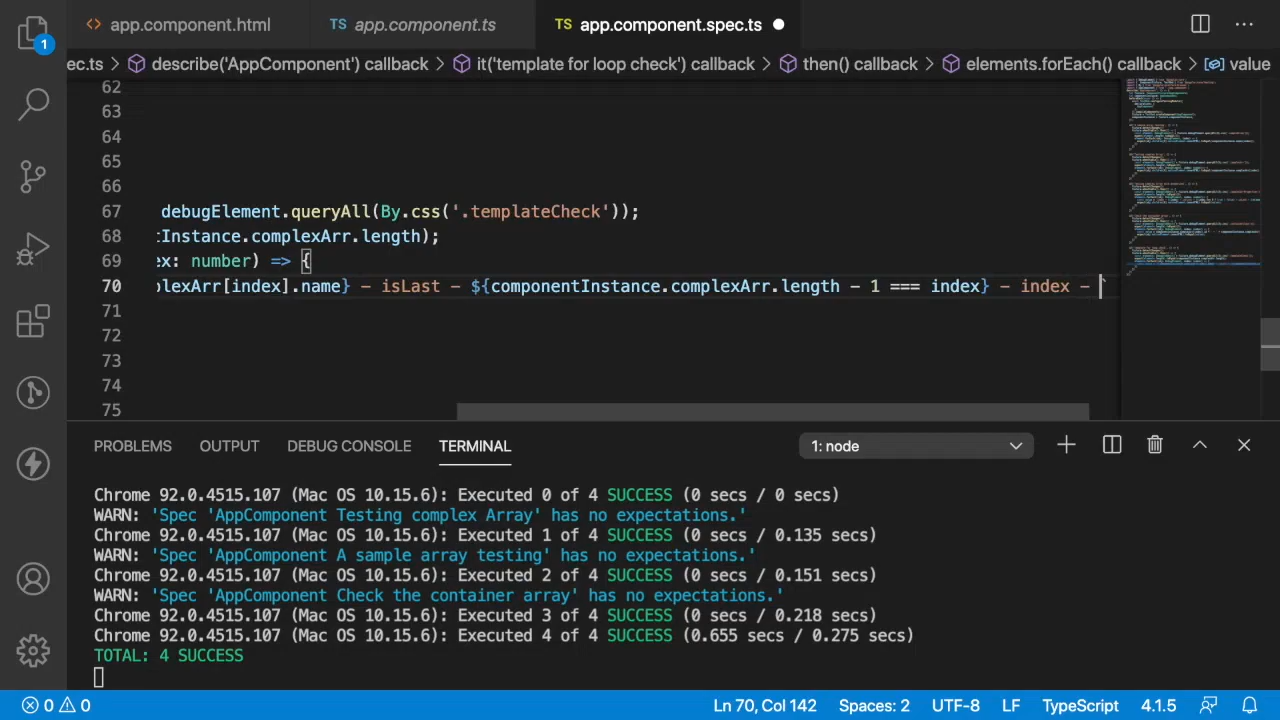 <> app.component.html TS app.component.ts TS app.component.spec.ts
1
ec.ts > describe('AppComponent') callback > it('template for loop check') callback > then() callback > elements.forEach() callback > value
62
63
64
65
66
67 debugElement.queryAll(By.css('.templateCheck'));
68 Instance.complexArr.length);
69 ex: number) => {
70 plexArr[index].name} - isLast - ${componentInstance.complexArr.length - 1 === index} - index - `
71
72
73
74
75
PROBLEMS OUTPUT DEBUG CONSOLE TERMINAL 1: node
Chrome 92.0.4515.107 (Mac OS 10.15.6): Executed 0 of 4 SUCCESS (0 secs / 0 secs)
WARN: 'Spec 'AppComponent Testing complex Array' has no expectations.'
Chrome 92.0.4515.107 (Mac OS 10.15.6): Executed 1 of 4 SUCCESS (0 secs / 0.135 secs)
WARN: 'Spec 'AppComponent A sample array testing' has no expectations.'
Chrome 92.0.4515.107 (Mac OS 10.15.6): Executed 2 of 4 SUCCESS (0 secs / 0.151 secs)
WARN: 'Spec 'AppComponent Check the container array' has no expectations.'
Chrome 92.0.4515.107 (Mac OS 10.15.6): Executed 3 of 4 SUCCESS (0 secs / 0.218 secs)
Chrome 92.0.4515.107 (Mac OS 10.15.6): Executed 4 of 4 SUCCESS (0.655 secs / 0.275 secs)
TOTAL: 4 SUCCESS
0 0 Ln 70, Col 142 Spaces: 2 UTF-8 LF TypeScript 4.1.5